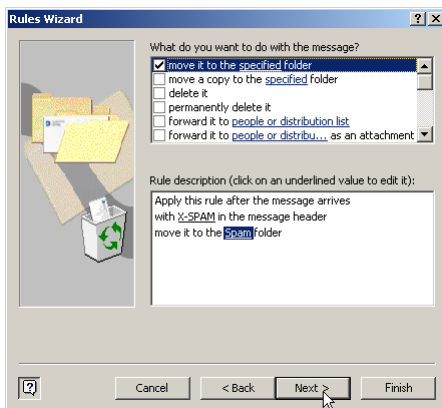 Rules Wizard
What do you want to do with the message?
move it to the specified folder
move a copy to the specified folder
delete it
permanently delete it
forward it to people or distribution list
forward it to people or distribu... as an attachment
Rule description (click on an underlined value to edit it):
Apply this rule after the message arrives
with X-SPAM in the message header
move it to the Spam folder
Cancel
< Back
Next >
Finish